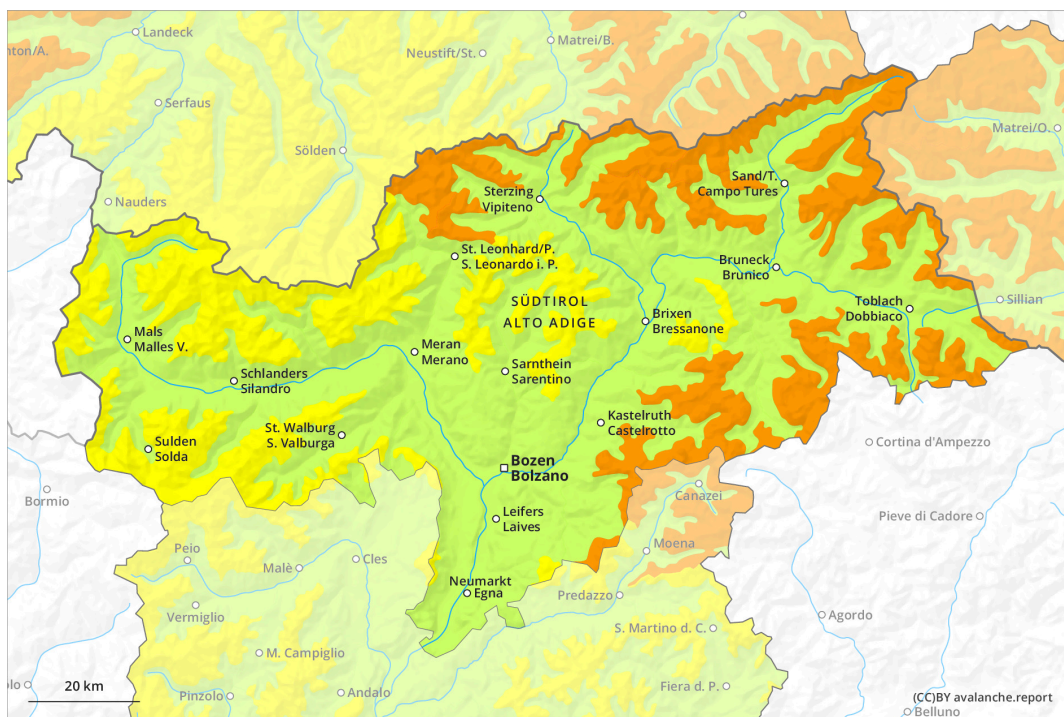 Landeck
nton/A.
Neustift/St.
Matrei/B.
Serfaus
Matrei/O.
Sölden
Nauders
Sand/T.
Campo Tures
Sterzing
Vipiteno
St. Leonhard/P.
S. Leonardo i. P.
Bruneck
Brunico
Sillian
SÜDTIROL
ALTO ADIGE
Toblach
Dobbiaco
Brixen
Bressanone
Mals
Malles V.
Meran
Merano
Sarnthein
Sarentino
Schlanders
Silandro
Kastelruth
Castelrotto
St. Walburg
S. Valburga
Sulden
Solda
Cortina d'Ampezzo
Bozen
Bolzano
Bormio
Canazei
Leifers
Laives
Pieve di Cadore
Peio
Moena
Cles
Malè
Neumarkt
Egna
Predazzo
Vermiglio
Agordo
S. Martino d. C.
M. Campiglio
olo
20 km
Pinzolo
Andalo
Fiera d. P.
(CC)BY avalanche.report
Belluno